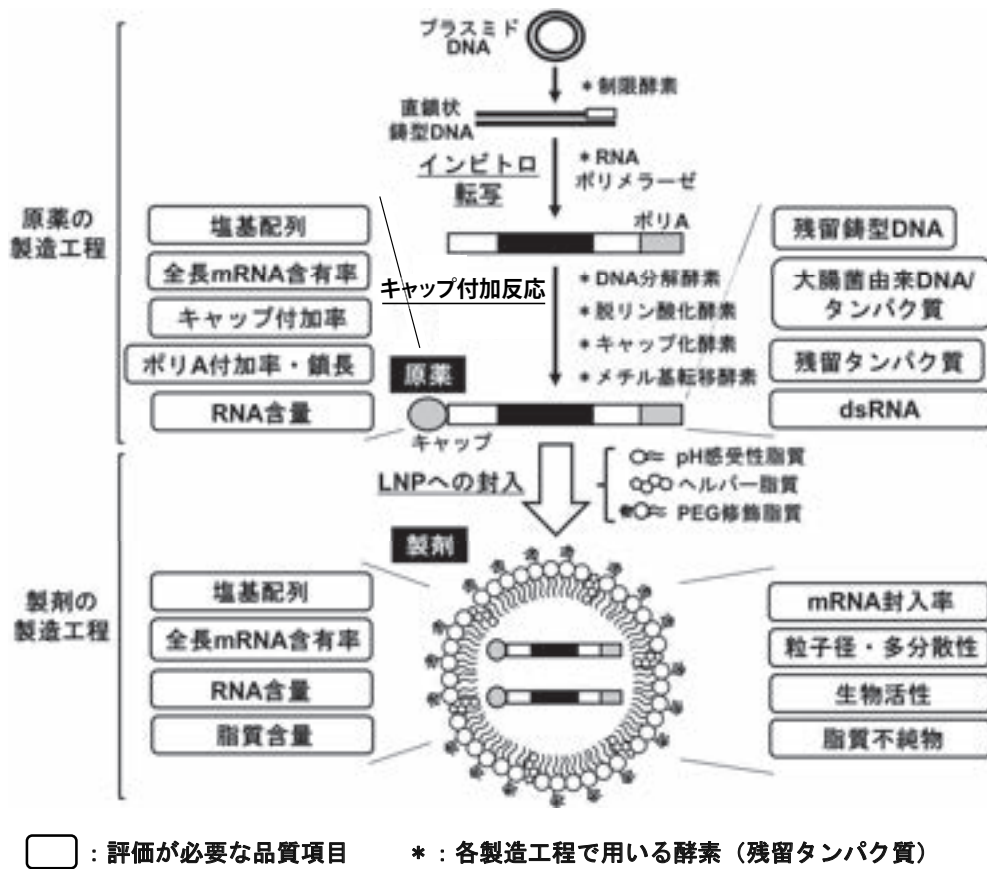 プラスミド
DNA
＊制限酵素
直鎖状
鋳型DNA
インビトロ
転写
＊RNA
ポリメラーゼ
ポリA
原薬の
製造工程
塩基配列
全長mRNA含有率
キャップ付加率
ポリA付加率・鎖長
RNA含量
キャップ付加反応
＊DNA分解酵素
＊脱リン酸化酵素
＊キャップ化酵素
＊メチル基転移酵素
残留鋳型DNA
大腸菌由来DNA/
タンパク質
残留タンパク質
dsRNA
原薬
キャップ
LNPへの封入
pH感受性脂質
ヘルパー脂質
PEG修飾脂質
製剤
製剤の
製造工程
塩基配列
全長mRNA含有率
RNA含量
脂質含量
mRNA封入率
粒子径・多分散性
生物活性
脂質不純物
：評価が必要な品質項目
＊：各製造工程で用いる酵素（残留タンパク質）